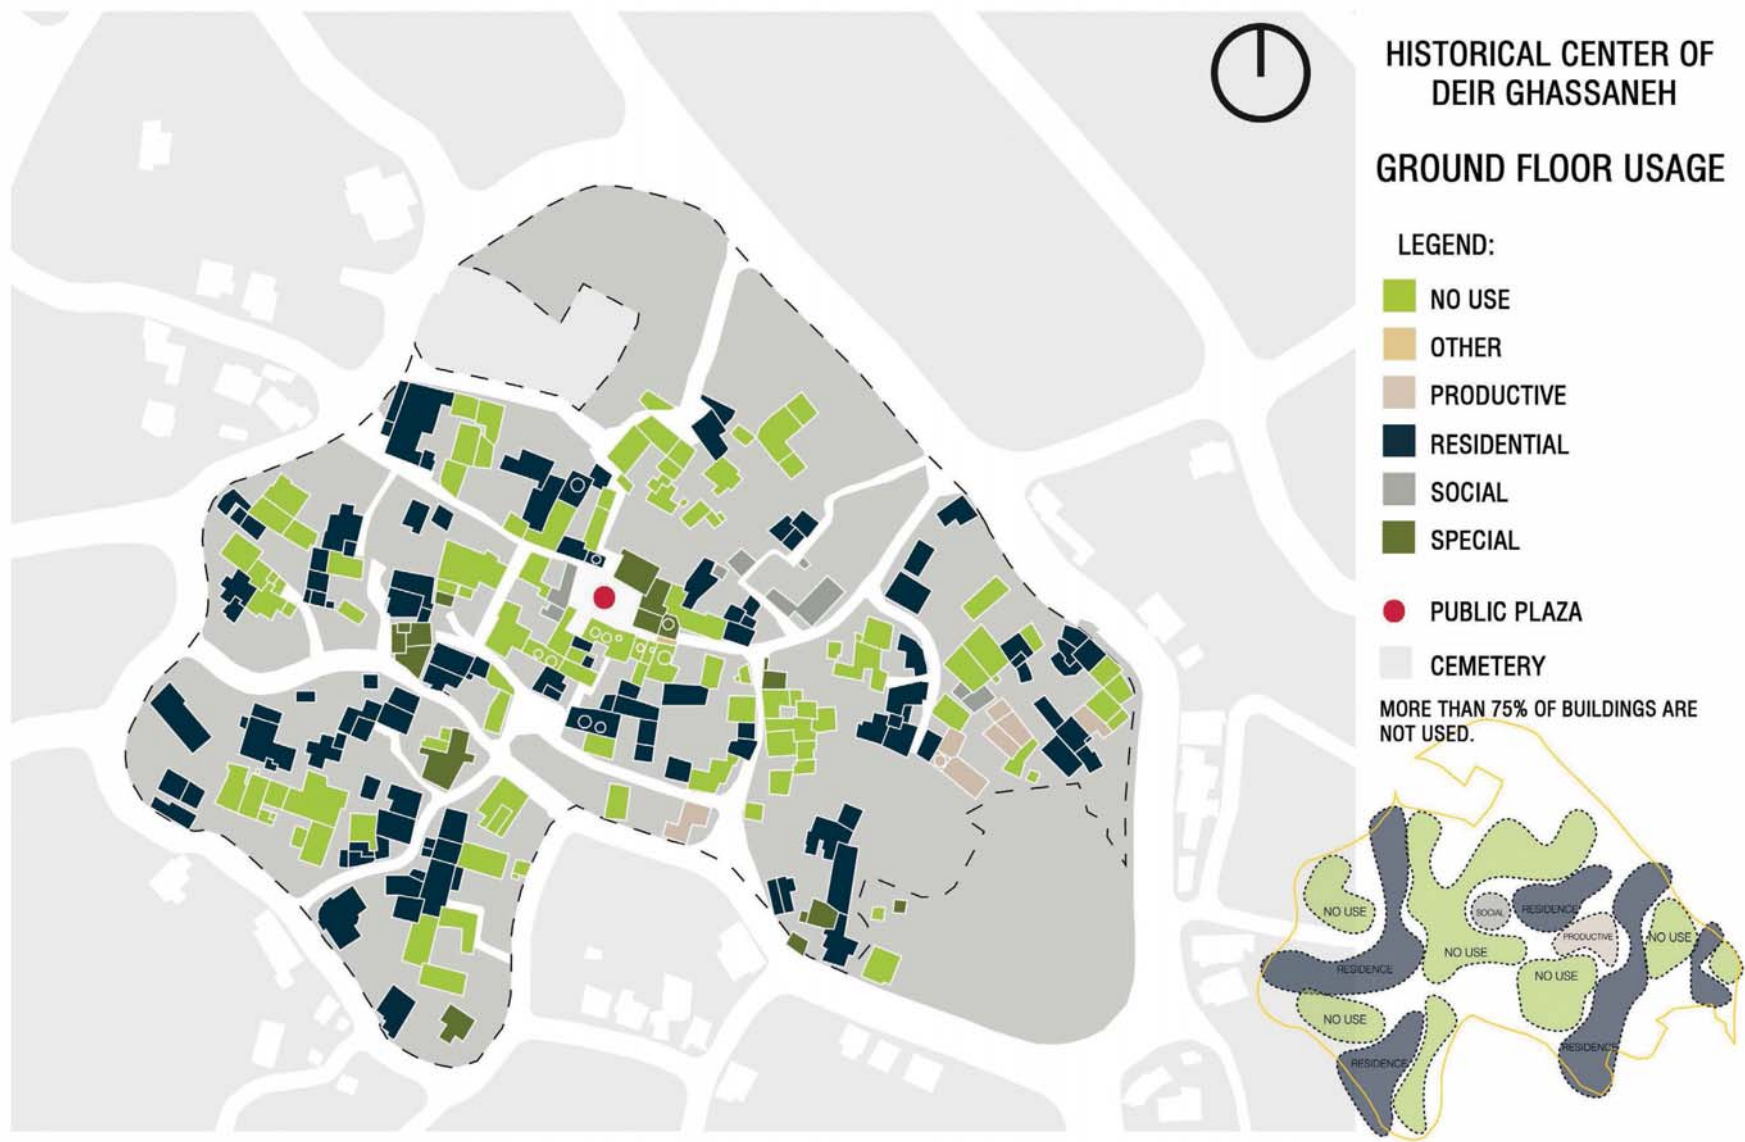 HISTORICAL CENTER OF
DEIR GHASSANEH
GROUND FLOOR USAGE
LEGEND:
NO USE
OTHER
PRODUCTIVE
RESIDENTIAL
SOCIAL
SPECIAL
PUBLIC PLAZA
CEMETERY
MORE THAN 75% OF BUILDINGS ARE
NOT USED.
NO USE
SOCIAL
RESIDENCE
PRODUCTIVE
NO USE
NO USE
RESIDENCE
NO USE
NO USE
RESIDENCE
RESIDENCE